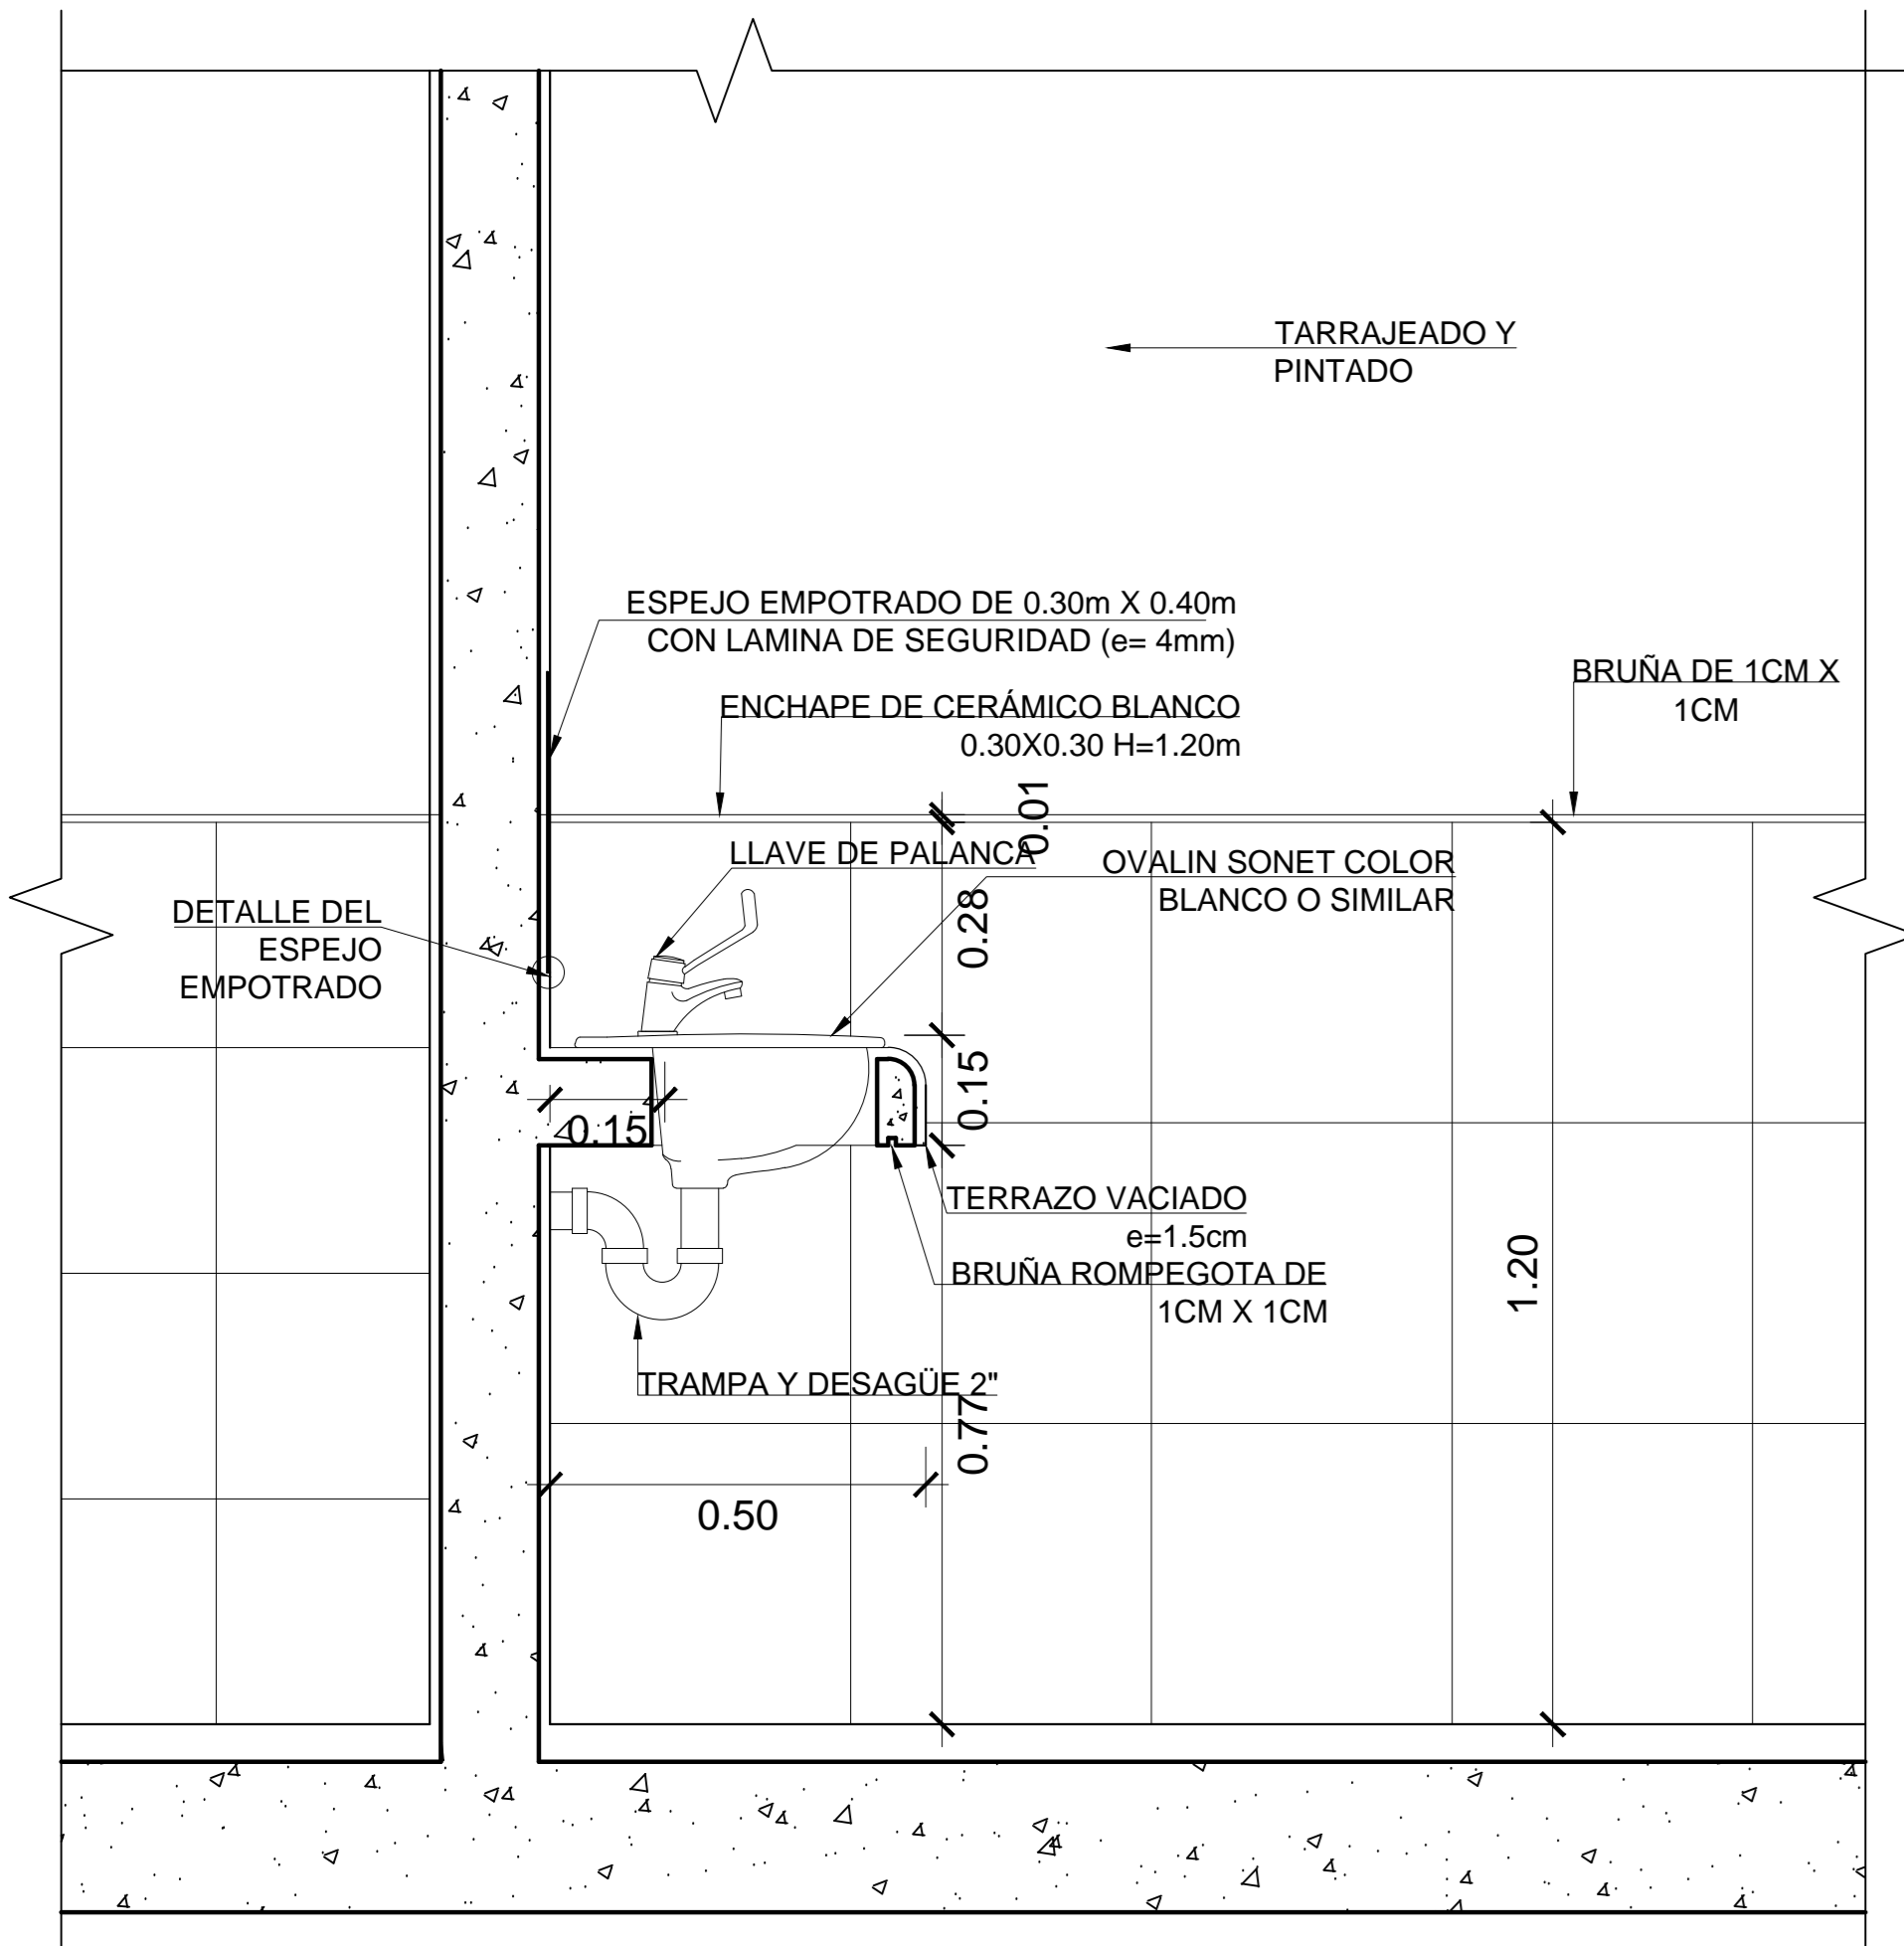 TARRAJEADO Y
PINTADO
ESPEJO EMPOTRADO DE 0.30m X 0.40m
CON LAMINA DE SEGURIDAD (e= 4mm)
BRUÑA DE 1CM X
1CM
ENCHAPE DE CERÁMICO BLANCO
0.30X0.30 H=1.20m
0.01
LLAVE DE PALANCA
OVALIN SONET COLOR
BLANCO O SIMILAR
0.28
DETALLE DEL
ESPEJO
EMPOTRADO
0.15
0.15
TERRAZO VACIADO
e=1.5cm
BRUÑA ROMPEGOTA DE
1CM X 1CM
1.20
TRAMPA Y DESAGÜE 2"
0.77
0.50